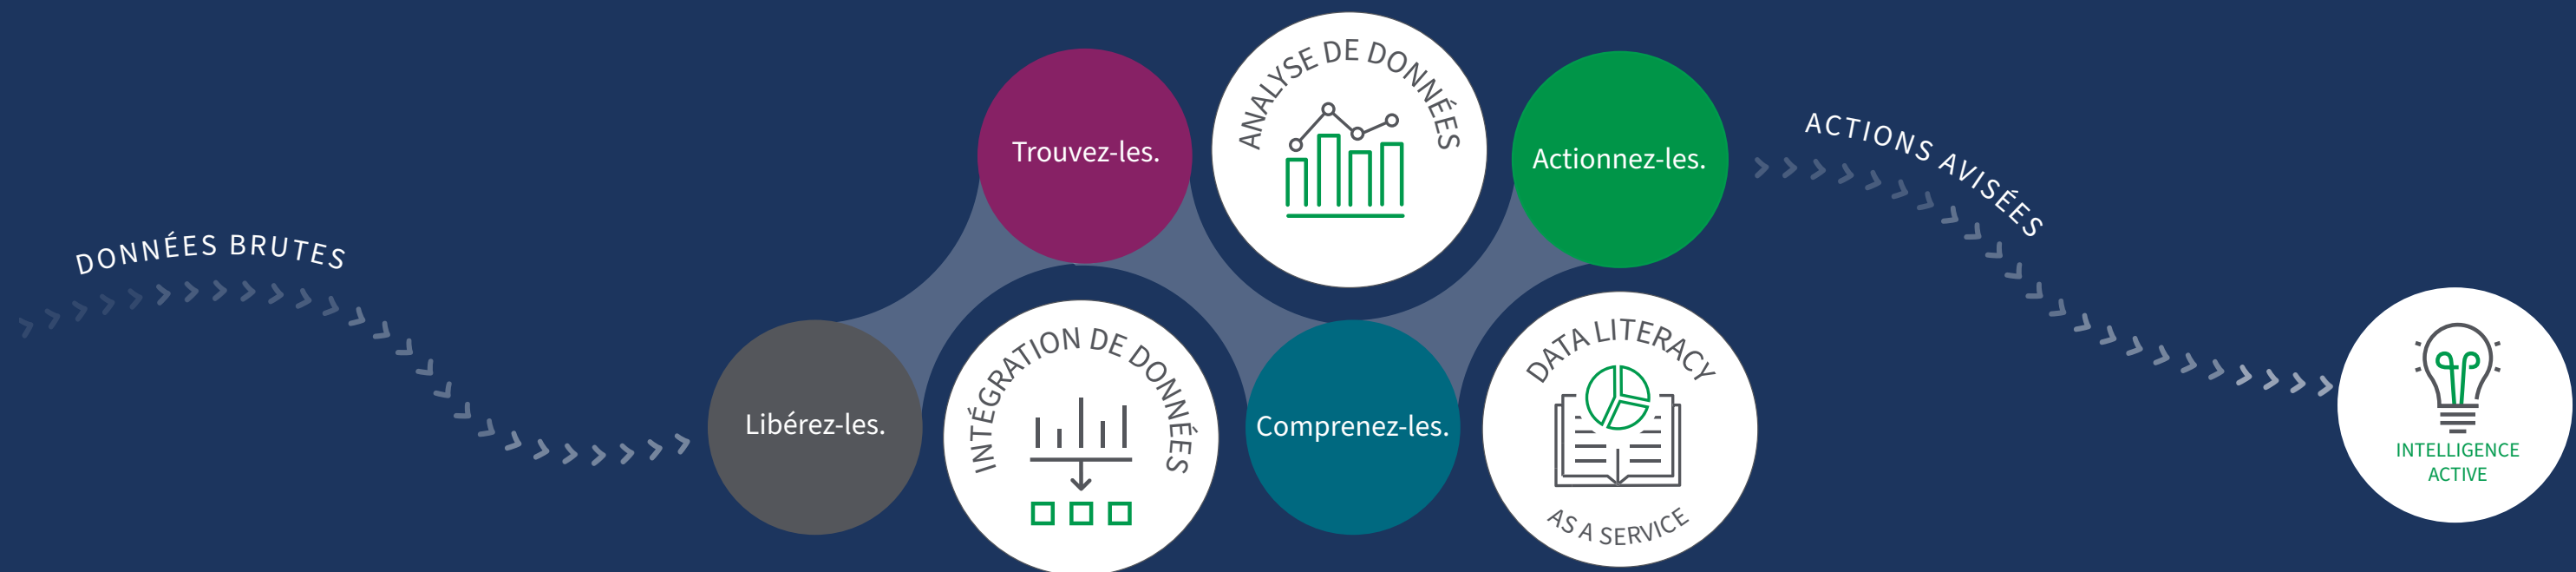 DONNÉES BRUTES
Libérez-les.
Trouvez-les.
INTÉGRATION DE DONNÉES
ANALYSE DE DONNÉES
Comprenez-les.
Actionnez-les.
DATA LITERACY
AS A SERVICE
ACTIONS AVISÉES
INTELLIGENCE
ACTIVE